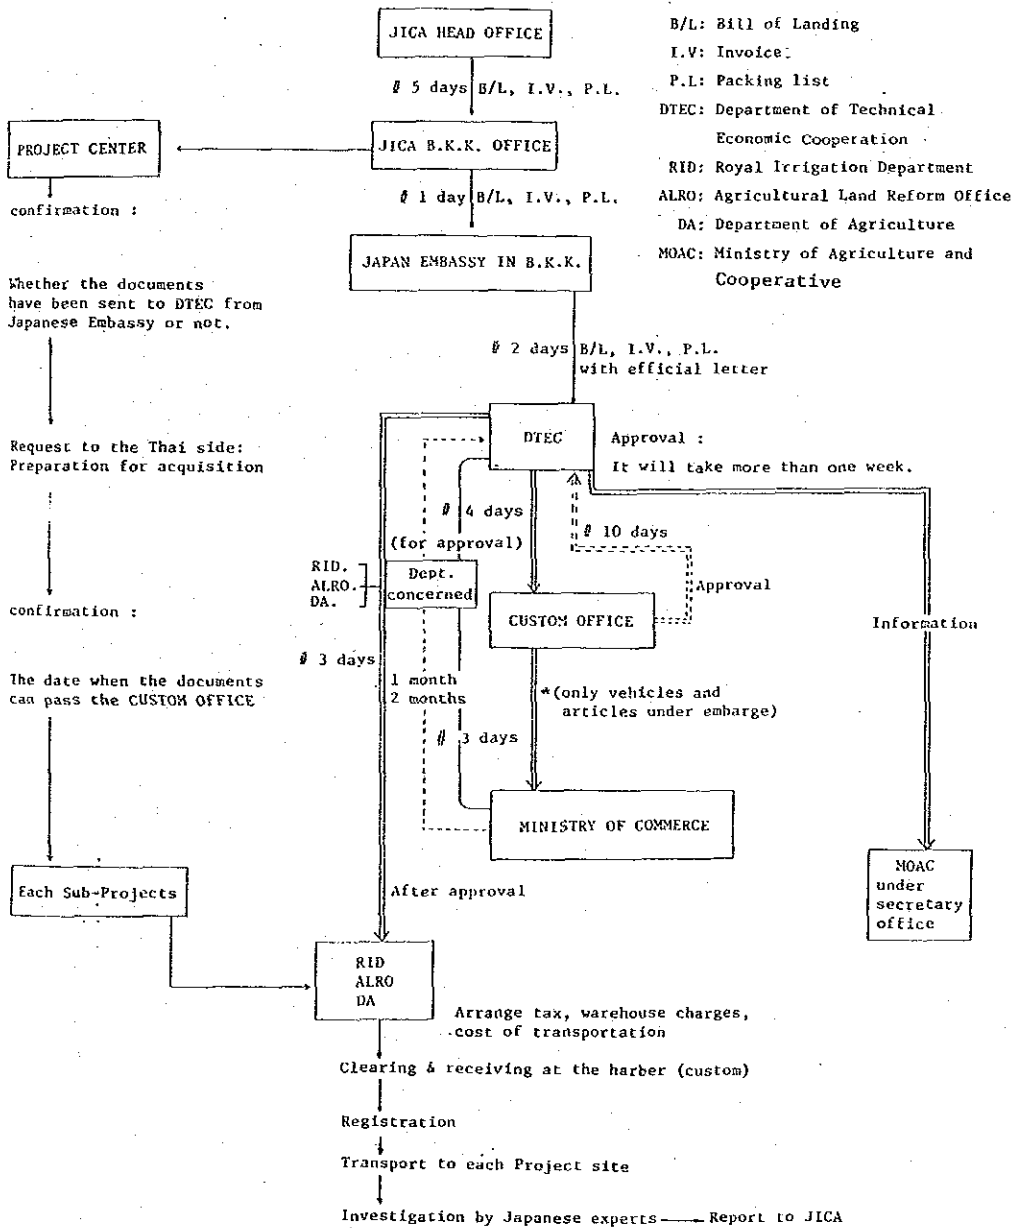 JICA HEAD OFFICE
∅ 5 days B/L, I.V., P.L.
B/L: Bill of Landing
I.V: Invoice
P.L: Packing list
DTEC: Department of Technical
Economic Cooperation
RID: Royal Irrigation Department
ALRO: Agricultural Land Reform Office
DA: Department of Agriculture
MOAC: Ministry of Agriculture and
Cooperative
PROJECT CENTER
JICA B.K.K. OFFICE
∅ 1 day B/L, I.V., P.L.
confirmation :
JAPAN EMBASSY IN B.K.K.
Whether the documents
have been sent to DTEC from
Japanese Embassy or not.
∅ 2 days B/L, I.V., P.L.
with efficial letter
DTEC
Approval :
It will take more than one week.
Request to the Thai side:
Preparation for acquisition
∅ 4 days
(for approval)
∅ 10 days
Approval
RID.
ALRO.
DA.
Dept.
concerned
CUSTOM OFFICE
Information
confirmation :
∅ 3 days
The date when the documents
can pass the CUSTOM OFFICE
1 month
2 months
*(only vehicles and
articles under embarge)
∅ 3 days
MINISTRY OF COMMERCE
MOAC
under
secretary
office
Each Sub-Projects
After approval
RID
ALRO
DA
Arrange tax, warehouse charges,
cost of transportation
Clearing & receiving at the harber (custom)
Registration
Transport to each Project site
Investigation by Japanese experts Report to JICA